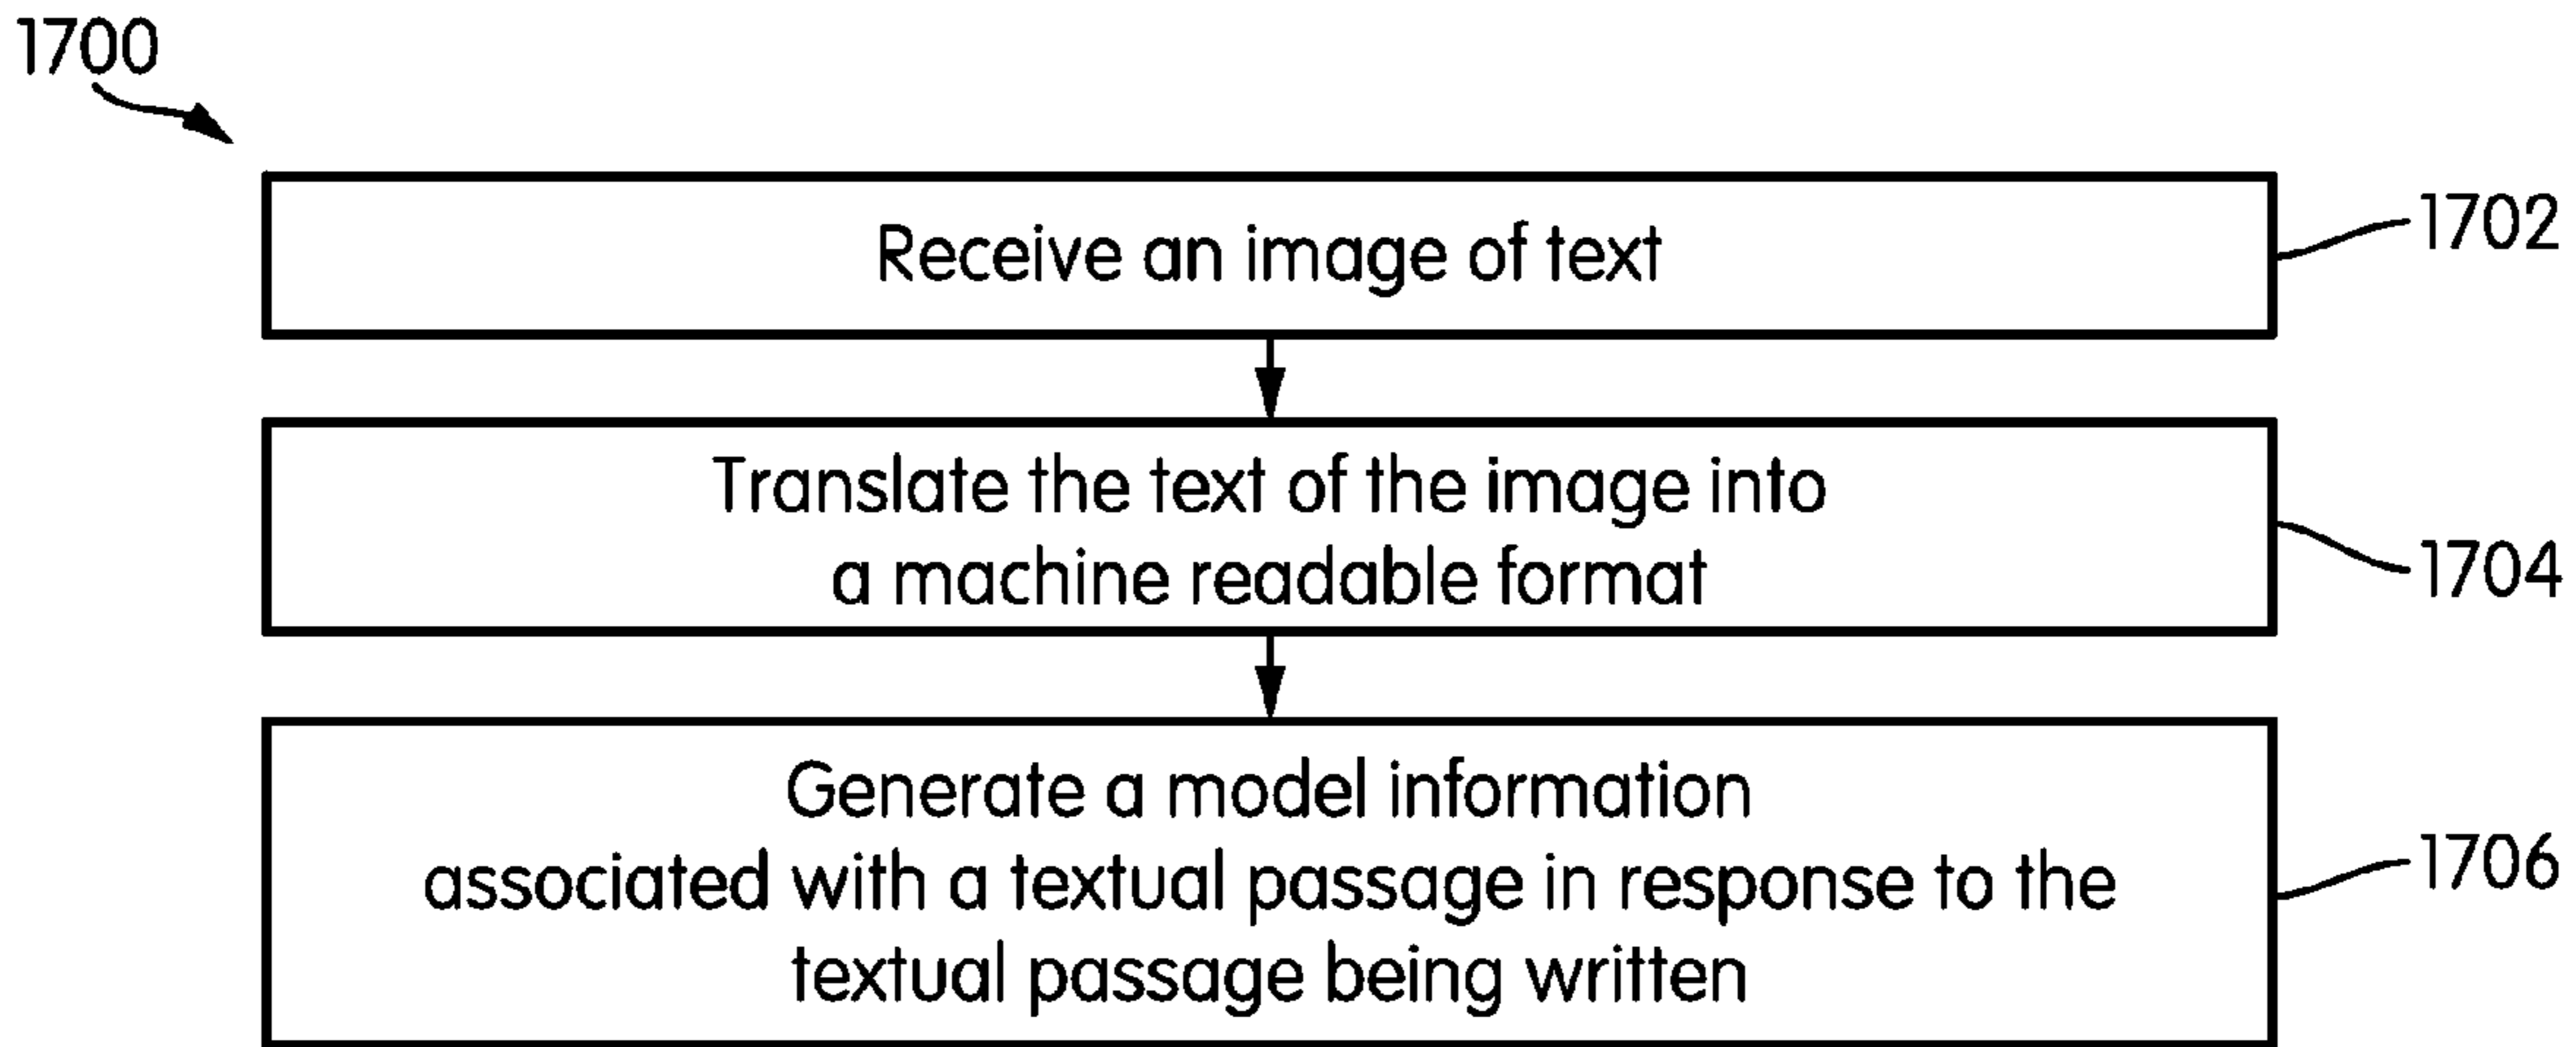 1700
Receive an image of text
1702
Translate the text of the image into
a machine readable format
1704
Generate a model information
associated with a textual passage in response to the
textual passage being written
1706